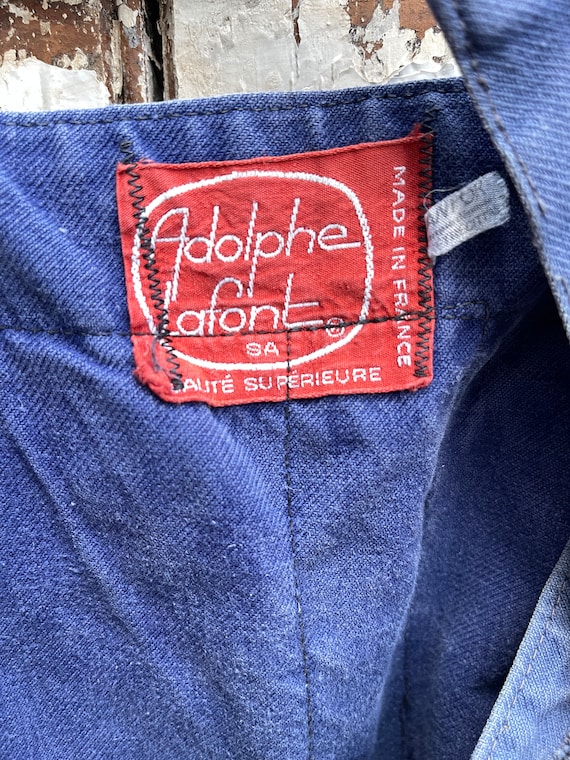 Adolphe
Lafont ®
SA
QUALITÉ SUPÉRIEURE
MADE IN FRANCE